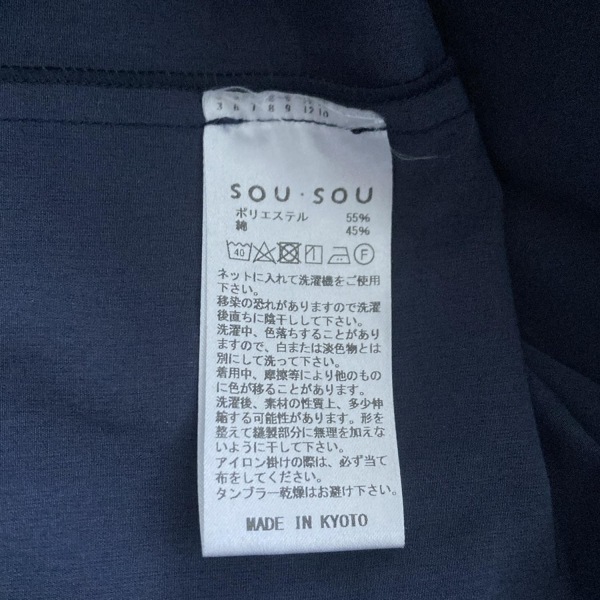 3 6 7 8 9 12 10
SOU・SOU
ポリエステル 55%
綿 45%
40 F
ネットに入れて洗濯機をご使用
下さい。
移染の恐れがありますので洗濯
後直ちに陰干しして下さい。
洗濯中、色落ちすることがあり
ますので、白または淡色物とは
別にして洗って下さい。
着用中、摩擦等により他のもの
に色が移ることがあります。
洗濯後、素材の性質上、多少伸
縮する可能性があります。形を
整えて縫製部分に無理を加えな
いように干して下さい。
アイロン掛けの際は、必ず当て
布をしてください。
タンブラー乾燥はお避け下さい。
MADE IN KYOTO